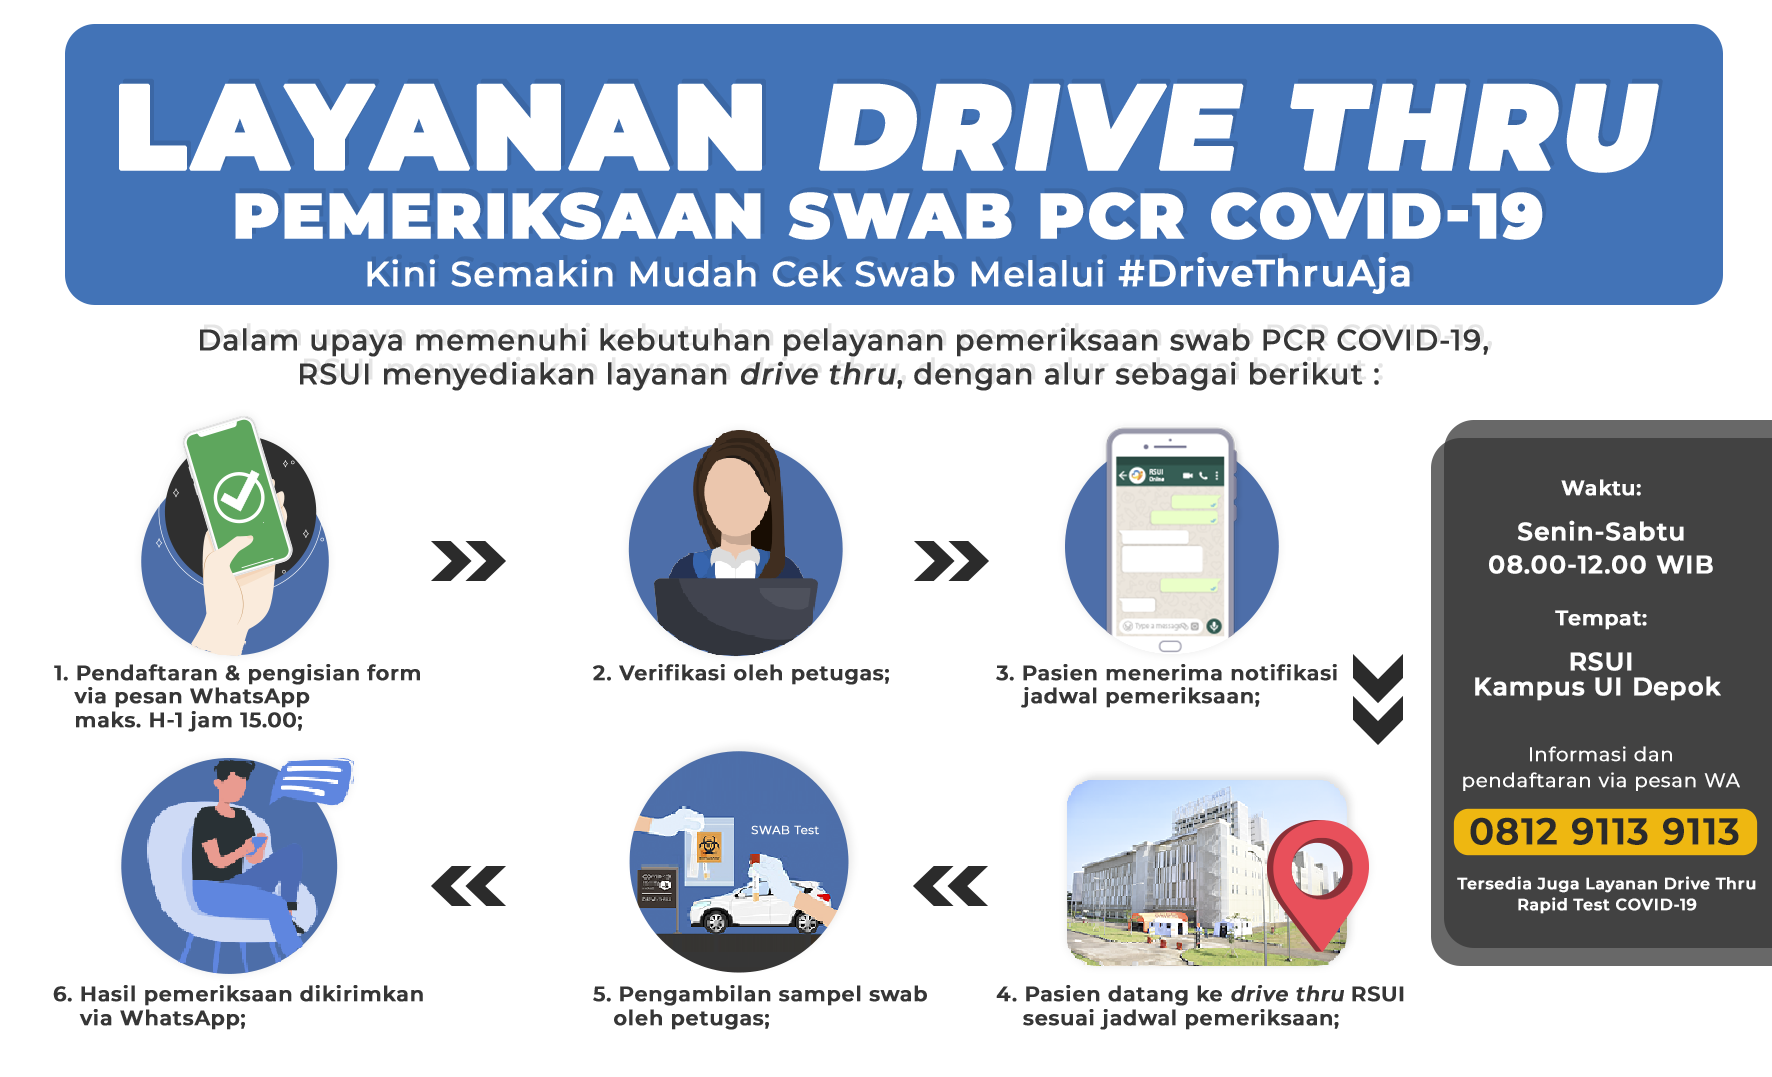 LAYANAN DRIVE THRU
PEMERIKSAAN SWAB PCR COVID-19
Kini Semakin Mudah Cek Swab Melalui #DriveThruAja
Dalam upaya memenuhi kebutuhan pelayanan pemeriksaan swab PCR COVID-19,
RSUI menyediakan layanan drive thru, dengan alur sebagai berikut :
1. Pendaftaran & pengisian form
via pesan WhatsApp
maks. H-1 jam 15.00;
2. Verifikasi oleh petugas;
RSUI
Online
Type a message
3. Pasien menerima notifikasi
jadwal pemeriksaan;
4. Pasien datang ke drive thru RSUI
sesuai jadwal pemeriksaan;
SWAB Test
5. Pengambilan sampel swab
oleh petugas;
6. Hasil pemeriksaan dikirimkan
via WhatsApp;
Waktu:
Senin-Sabtu
08.00-12.00 WIB
Tempat:
RSUI
Kampus UI Depok
Informasi dan
pendaftaran via pesan WA
0812 9113 9113
Tersedia Juga Layanan Drive Thru
Rapid Test COVID-19